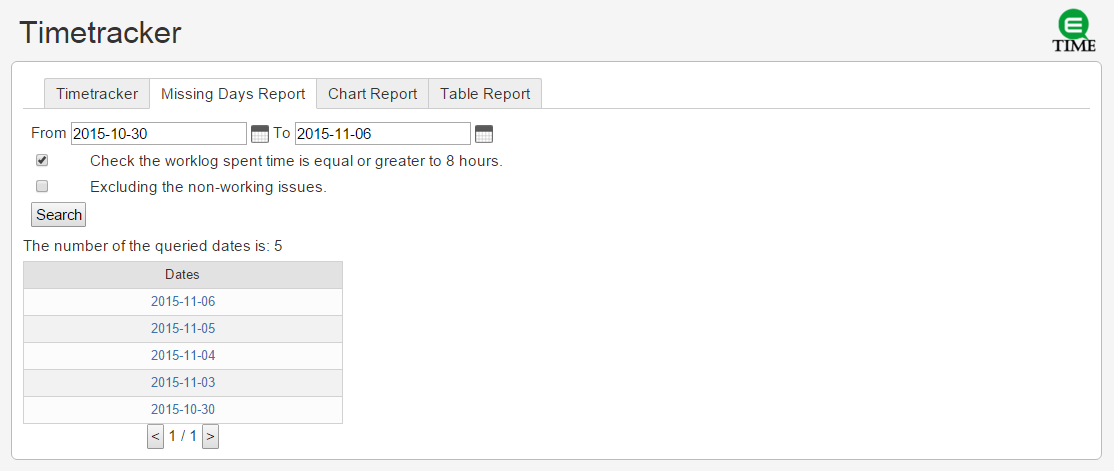 Timetracker
E
TIME
Timetracker Missing Days Report Chart Report Table Report
From 2015-10-30 To 2015-11-06
Check the worklog spent time is equal or greater to 8 hours.
Excluding the non-working issues.
Search
The number of the queried dates is: 5
Dates
2015-11-06
2015-11-05
2015-11-04
2015-11-03
2015-10-30
< 1 / 1 >